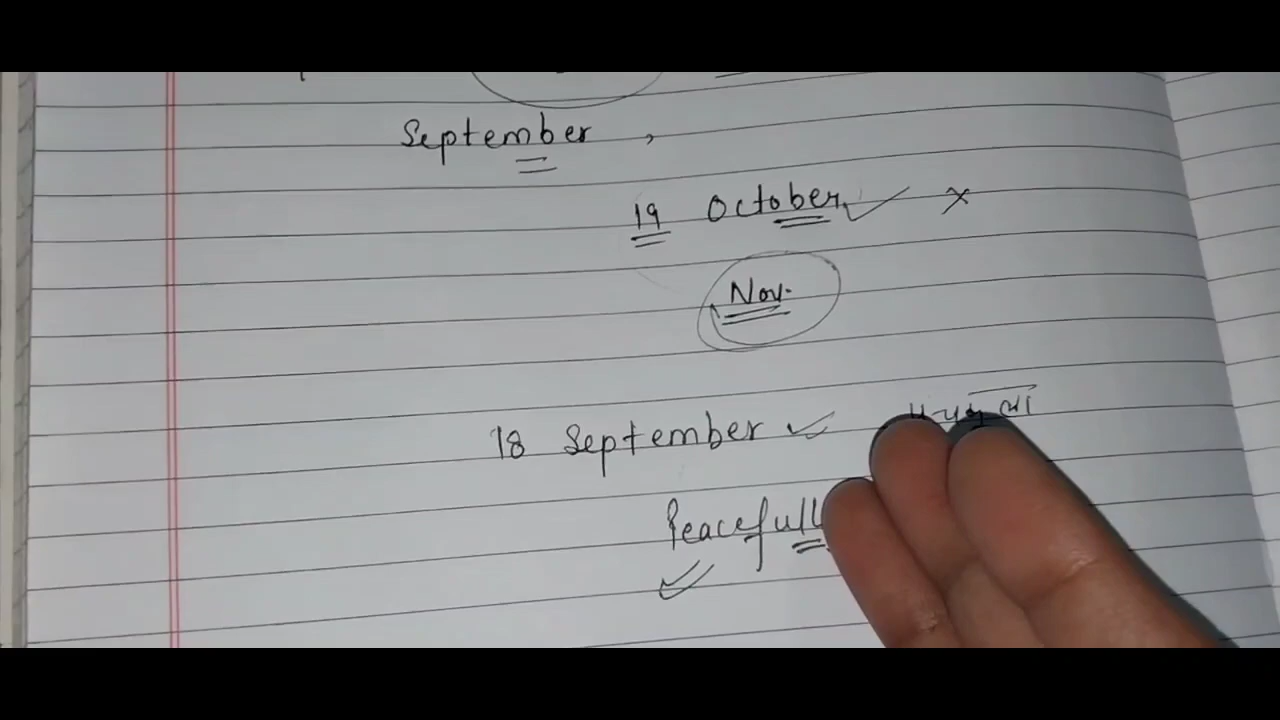 September ,
19 October
Nov.
18 September
Peacefull